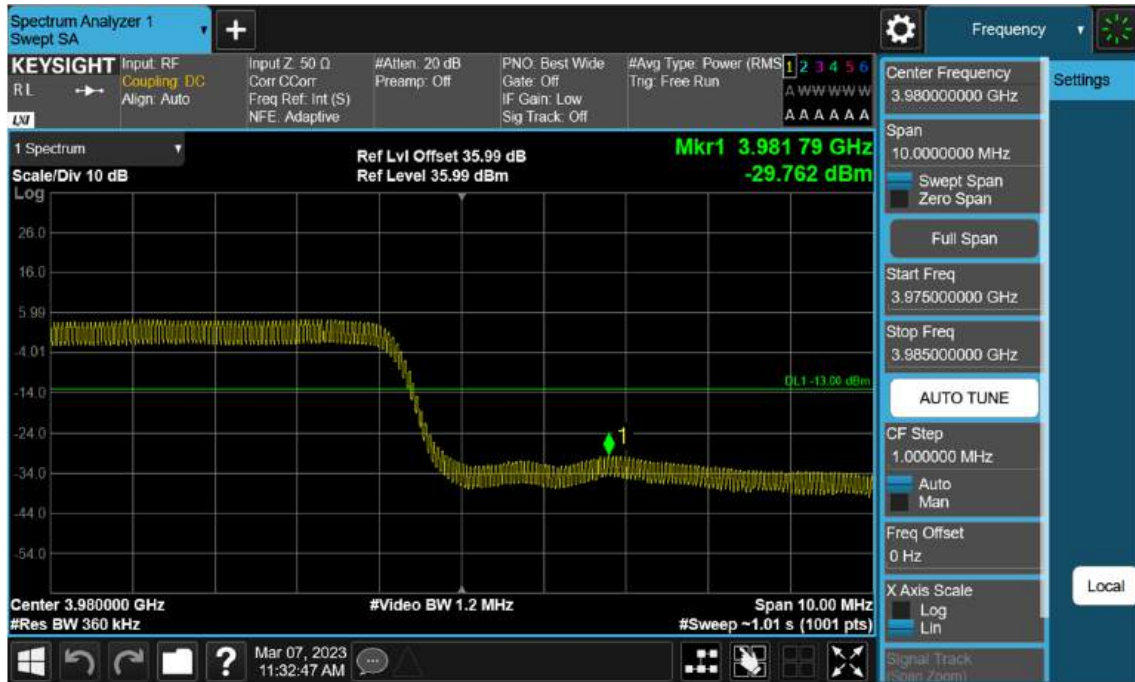 Spectrum Analyzer 1
Swept SA
Frequency
KEYSIGHT
RL
LXI
Input: RF
Coupling: DC
Align: Auto
Input Z: 50 Ω
Corr CCorr
Freq Ref: Int (S)
NFE: Adaptive
#Atten: 20 dB
Preamp: Off
PNO: Best Wide
Gate: Off
IF Gain: Low
Sig Track: Off
#Avg Type: Power (RMS
Trig: Free Run
1 2 3 4 5 6
A W W W W W
A A A A A A
1 Spectrum
Scale/Div 10 dB
Ref Lvl Offset 35.99 dB
Ref Level 35.99 dBm
Mkr1 3.981 79 GHz
-29.762 dBm
Log
26.0
16.0
5.99
-4.01
-14.0
-24.0
-34.0
-44.0
-54.0
DL1 -13.00 dBm
1
Center 3.980000 GHz
#Res BW 360 kHz
#Video BW 1.2 MHz
Span 10.00 MHz
#Sweep ~1.01 s (1001 pts)
Center Frequency
3.980000000 GHz
Settings
Span
10.0000000 MHz
Swept Span
Zero Span
Full Span
Start Freq
3.975000000 GHz
Stop Freq
3.985000000 GHz
AUTO TUNE
CF Step
1.000000 MHz
Auto
Man
Freq Offset
0 Hz
X Axis Scale
Log
Lin
Local
Signal Track
(Span Zoom)
?
Mar 07, 2023
11:32:47 AM